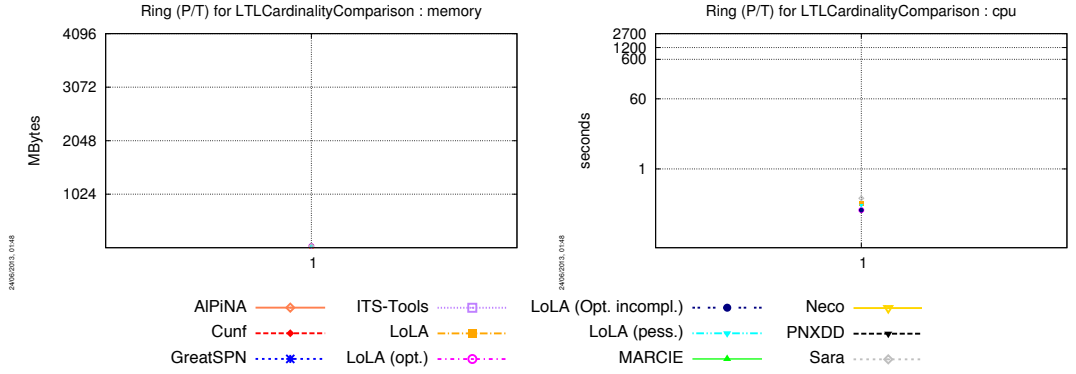 Ring (P/T) for LTLCardinalityComparison : memory
4096
3072
2048
1024
MBytes
1
24/06/2013, 01:48
Ring (P/T) for LTLCardinalityComparison : cpu
2700
1200
600
60
1
seconds
1
24/06/2013, 01:48
AlPiNA
Cunf
GreatSPN
ITS-Tools
LoLA
LoLA (opt.)
LoLA (Opt. incompl.)
LoLA (pess.)
MARCIE
Neco
PNXDD
Sara